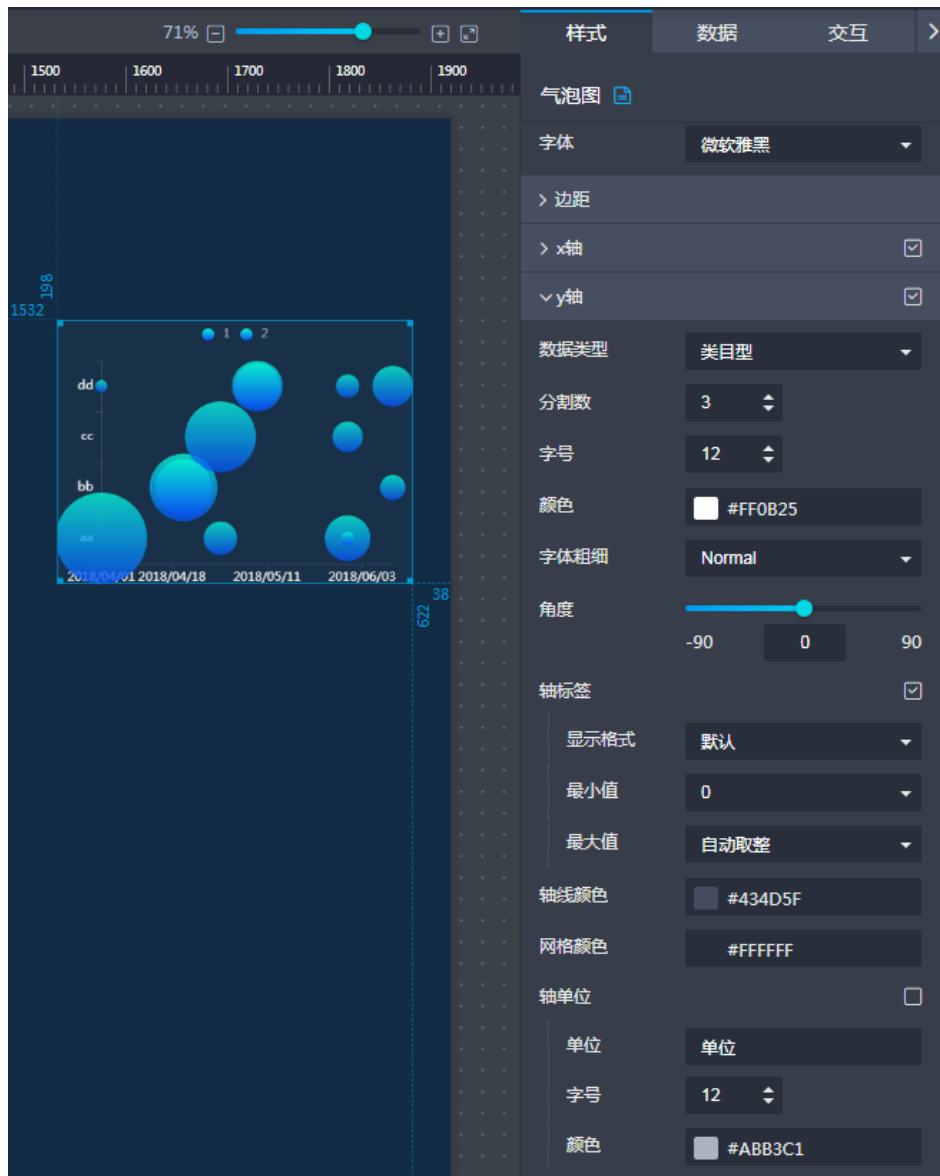 71%
样式 数据 交互
1500 1600 1700 1800 1900
气泡图
字体 微软雅黑
边距
x轴
y轴
198
1532
1 2
dd
cc
bb
aa
2018/04/01 2018/04/18 2018/05/11 2018/06/03
38
622
数据类型 类目型
分割数 3
字号 12
颜色 #FF0B25
字体粗细 Normal
角度
-90 0 90
轴标签
显示格式 默认
最小值 0
最大值 自动取整
轴线颜色 #434D5F
网格颜色 #FFFFFF
轴单位
单位 单位
字号 12
颜色 #ABB3C1